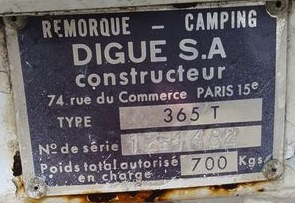 REMORQUE – CAMPING
DIGUE S.A
constructeur
74 rue du Commerce PARIS 15e
TYPE 365 T
N° de série
Poids total autorisé 700 Kgs
en charge